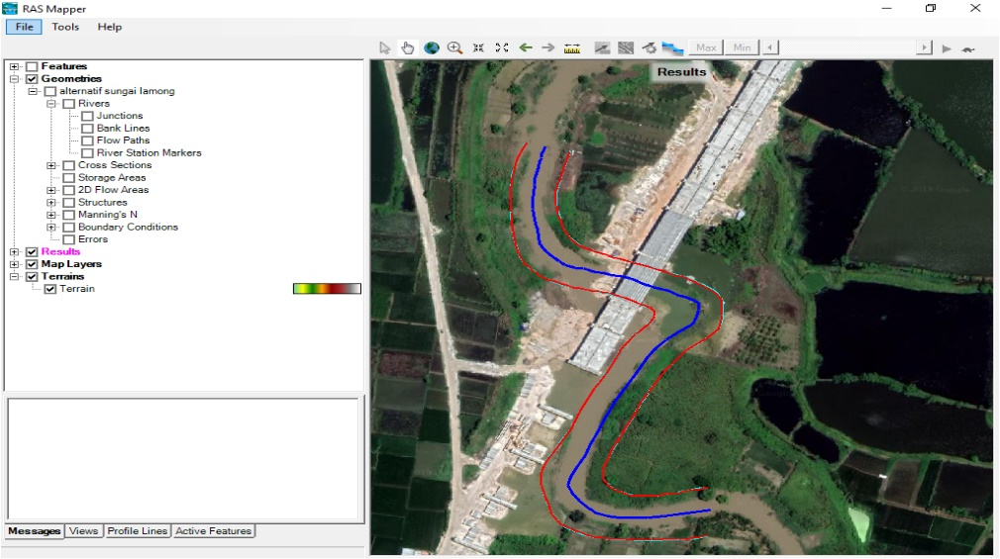 RAS Mapper
File Tools Help
Max Min
Features
Geometries
alternatif sungai lamong
Rivers
Junctions
Bank Lines
Flow Paths
River Station Markers
Cross Sections
Storage Areas
2D Flow Areas
Structures
Manning's N
Boundary Conditions
Errors
Results
Map Layers
Terrains
Terrain
Results
Messages Views Profile Lines Active Features